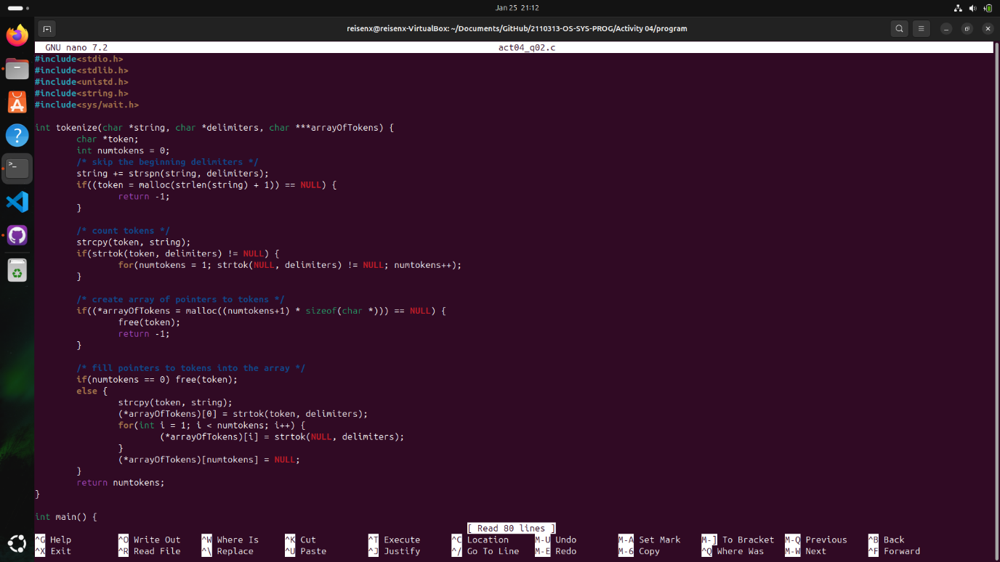 Jan 25 21:12
reisenx@reisenx-VirtualBox: ~/Documents/GitHub/2110313-OS-SYS-PROG/Activity 04/program
GNU nano 7.2 act04_q02.c
#include<stdio.h>
#include<stdlib.h>
#include<unistd.h>
#include<string.h>
#include<sys/wait.h>

int tokenize(char *string, char *delimiters, char ***arrayOfTokens) {
        char *token;
        int numtokens = 0;
        /* skip the beginning delimiters */
        string += strspn(string, delimiters);
        if((token = malloc(strlen(string) + 1)) == NULL) {
                return -1;
        }

        /* count tokens */
        strcpy(token, string);
        if(strtok(token, delimiters) != NULL) {
                for(numtokens = 1; strtok(NULL, delimiters) != NULL; numtokens++);
        }

        /* create array of pointers to tokens */
        if((*arrayOfTokens = malloc((numtokens+1) * sizeof(char *))) == NULL) {
                free(token);
                return -1;
        }

        /* fill pointers to tokens into the array */
        if(numtokens == 0) free(token);
        else {
                strcpy(token, string);
                (*arrayOfTokens)[0] = strtok(token, delimiters);
                for(int i = 1; i < numtokens; i++) {
                        (*arrayOfTokens)[i] = strtok(NULL, delimiters);
                }
                (*arrayOfTokens)[numtokens] = NULL;
        }
        return numtokens;
}

int main() {
[ Read 80 lines ]
^G Help ^O Write Out ^W Where Is ^K Cut ^T Execute ^C Location M-U Undo M-A Set Mark M-] To Bracket M-Q Previous ^B Back
^X Exit ^R Read File ^\ Replace ^U Paste ^J Justify ^/ Go To Line M-E Redo M-6 Copy ^Q Where Was M-W Next ^F Forward